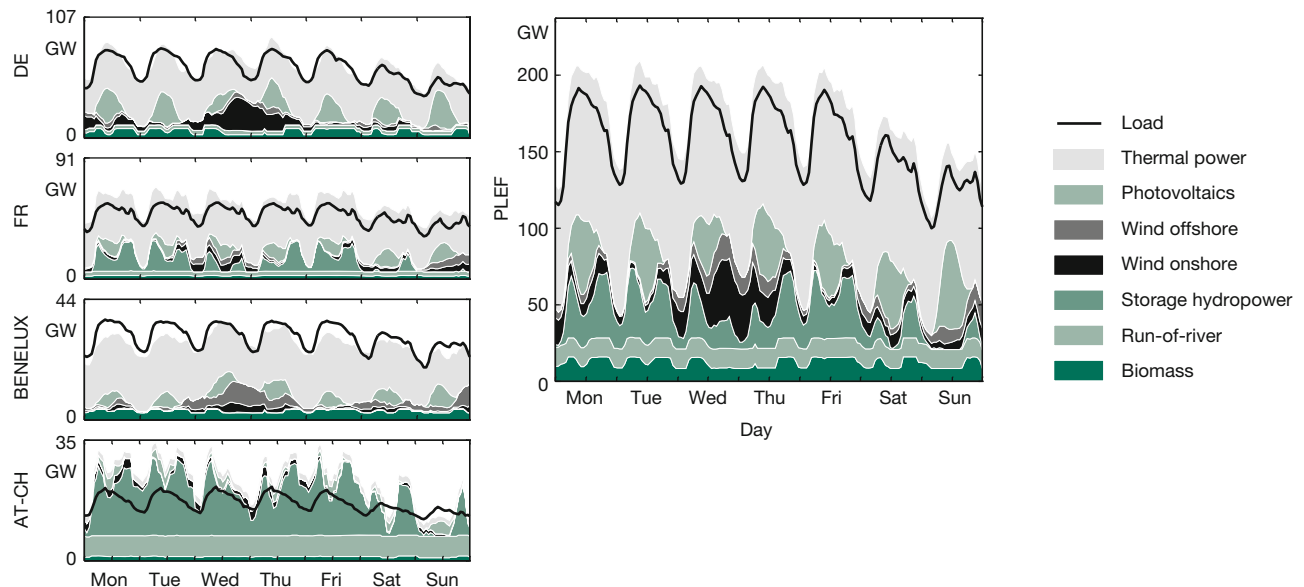 107
GW
DE
0
91
GW
FR
0
44
GW
BENELUX
0
35
GW
AT-CH
0
Mon Tue Wed Thu Fri Sat Sun
GW
200
150
PLEF
100
50
0
Mon Tue Wed Thu Fri Sat Sun
Day
Load
Thermal power
Photovoltaics
Wind offshore
Wind onshore
Storage hydropower
Run-of-river
Biomass